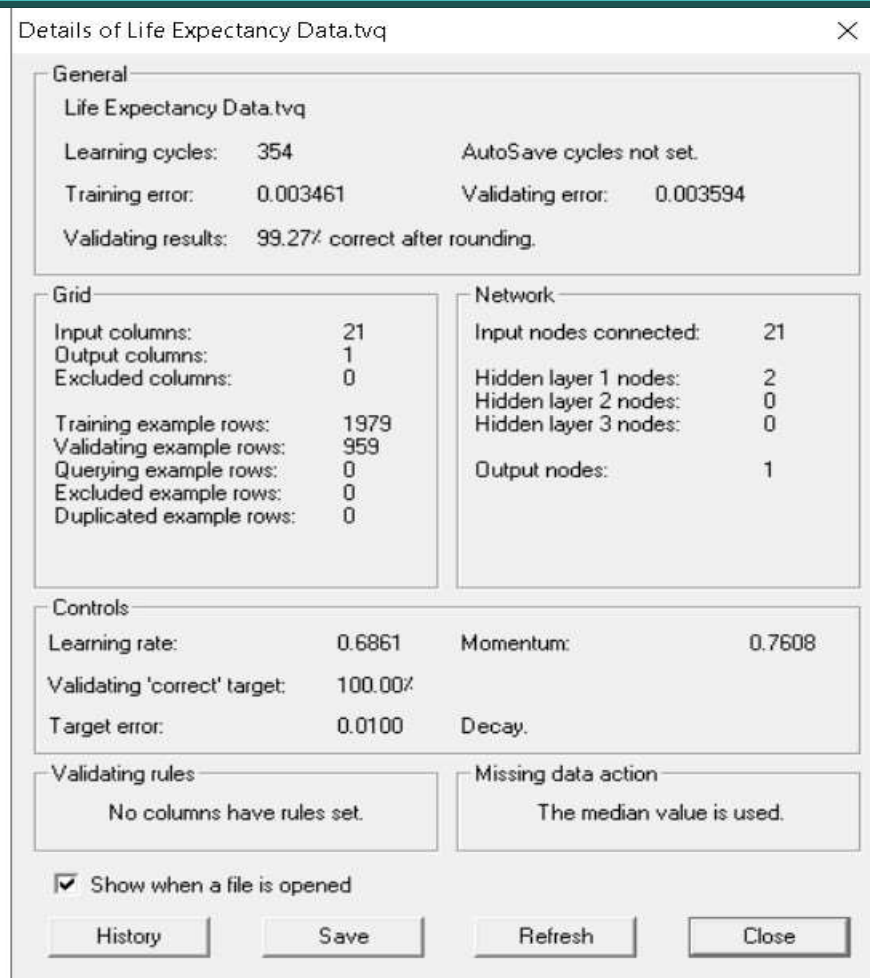 Details of Life Expectancy Data.tvq
General
Life Expectancy Data.tvq
Learning cycles: 354 AutoSave cycles not set.
Training error: 0.003461 Validating error: 0.003594
Validating results: 99.27% correct after rounding.
Grid
Input columns: 21
Output columns: 1
Excluded columns: 0
Training example rows: 1979
Validating example rows: 959
Querying example rows: 0
Excluded example rows: 0
Duplicated example rows: 0
Network
Input nodes connected: 21
Hidden layer 1 nodes: 2
Hidden layer 2 nodes: 0
Hidden layer 3 nodes: 0
Output nodes: 1
Controls
Learning rate: 0.6861 Momentum: 0.7608
Validating 'correct' target: 100.00%
Target error: 0.0100 Decay.
Validating rules
No columns have rules set.
Missing data action
The median value is used.
Show when a file is opened
History Save Refresh Close